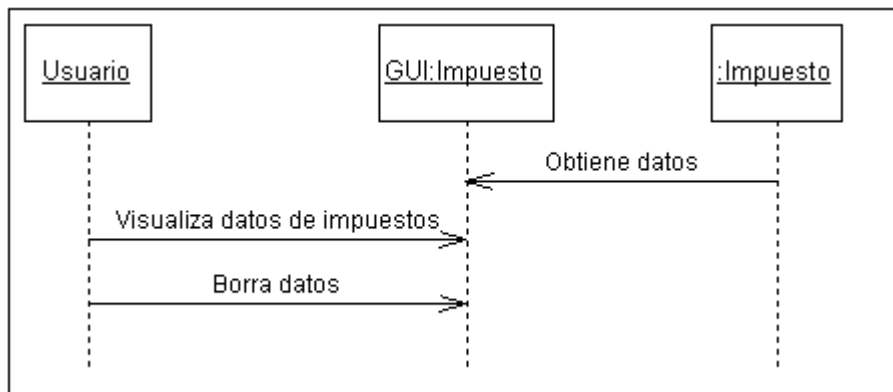 Usuario
GUI:Impuesto
:Impuesto
Obtiene datos
Visualiza datos de impuestos
Borra datos